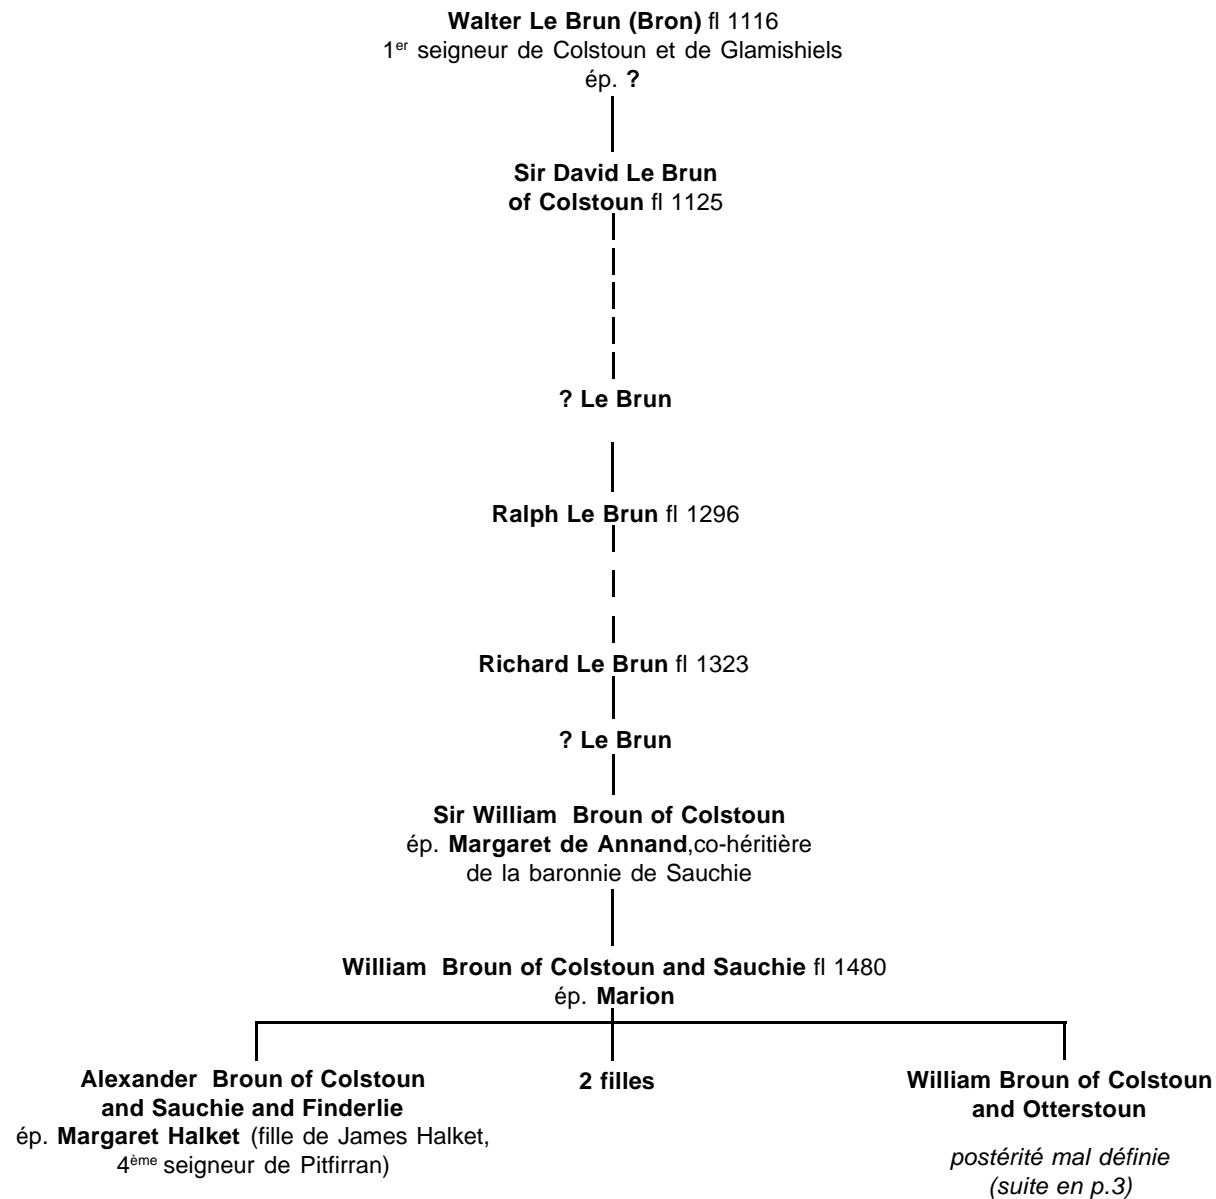 Walter Le Brun (Bron) fl 1116
1er seigneur de Colstoun et de Glamishiels
ép. ?
Sir David Le Brun
of Colstoun fl 1125
? Le Brun
Ralph Le Brun fl 1296
Richard Le Brun fl 1323
? Le Brun
Sir William Broun of Colstoun
ép. Margaret de Annand,co-héritière
de la baronnie de Sauchie
William Broun of Colstoun and Sauchie fl 1480
ép. Marion
Alexander Broun of Colstoun
and Sauchie and Finderlie
ép. Margaret Halket (fille de James Halket,
4ème seigneur de Pitfirran)
2 filles
William Broun of Colstoun
and Otterstoun
postérité mal définie
(suite en p.3)